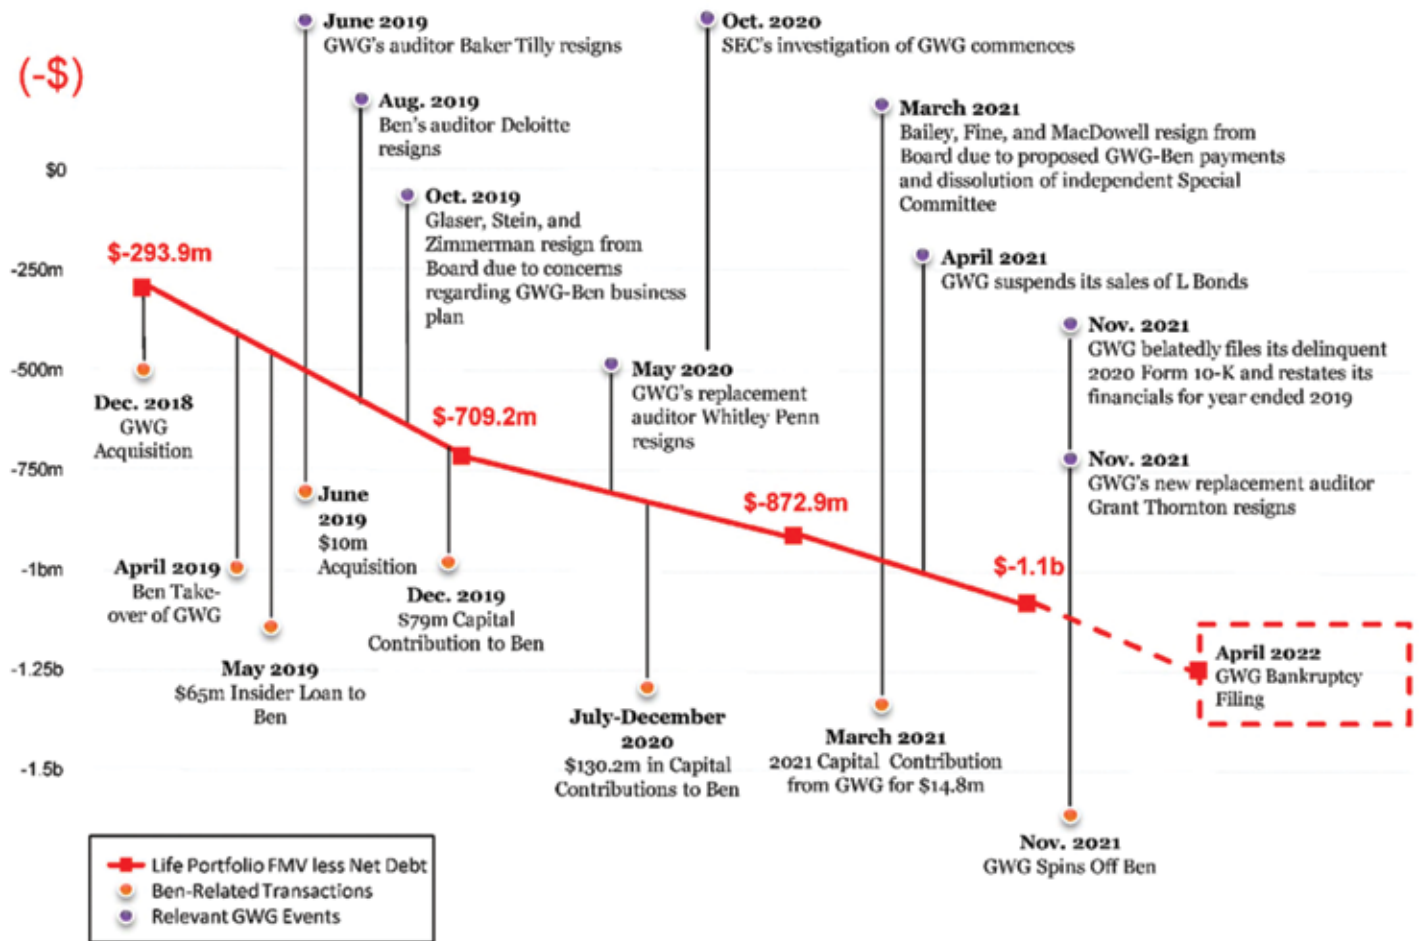 (-$)
$0
-250m
-500m
-750m
-1bm
-1.25b
-1.5b
June 2019
GWG's auditor Baker Tilly resigns
Aug. 2019
Ben's auditor Deloitte
resigns
Oct. 2019
Glaser, Stein, and
Zimmerman resign from
Board due to concerns
regarding GWG-Ben business
plan
Oct. 2020
SEC's investigation of GWG commences
May 2020
GWG's replacement
auditor Whitley Penn
resigns
March 2021
Bailey, Fine, and MacDowell resign from
Board due to proposed GWG-Ben payments
and dissolution of independent Special
Committee
April 2021
GWG suspends its sales of L Bonds
Nov. 2021
GWG belatedly files its delinquent
2020 Form 10-K and restates its
financials for year ended 2019
Nov. 2021
GWG's new replacement auditor
Grant Thornton resigns
$-293.9m
$-709.2m
$-872.9m
$-1.1b
Dec. 2018
GWG
Acquisition
April 2019
Ben Take-
over of GWG
May 2019
$65m Insider Loan to
Ben
June
2019
$10m
Acquisition
Dec. 2019
$79m Capital
Contribution to Ben
July-December
2020
$130.2m in Capital
Contributions to Ben
March 2021
2021 Capital Contribution
from GWG for $14.8m
Nov. 2021
GWG Spins Off Ben
April 2022
GWG Bankruptcy
Filing
Life Portfolio FMV less Net Debt
Ben-Related Transactions
Relevant GWG Events